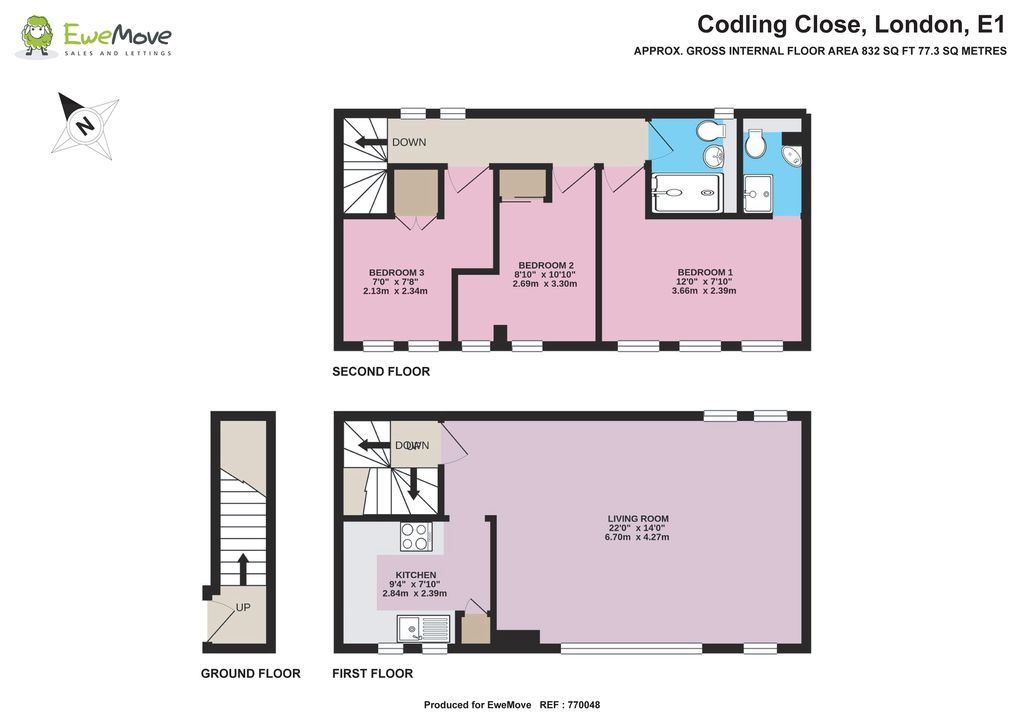 EweMove
SALES AND LETTINGS
Codling Close, London, E1
APPROX. GROSS INTERNAL FLOOR AREA 832 SQ FT 77.3 SQ METRES
N
DOWN
BEDROOM 3
7'0" x 7'8"
2.13m x 2.34m
BEDROOM 2
8'10" x 10'10"
2.69m x 3.30m
BEDROOM 1
12'0" x 7'10"
3.66m x 2.39m
SECOND FLOOR
DOWN
UP
LIVING ROOM
22'0" x 14'0"
6.70m x 4.27m
KITCHEN
9'4" x 7'10"
2.84m x 2.39m
UP
GROUND FLOOR
FIRST FLOOR
Produced for EweMove REF : 770048